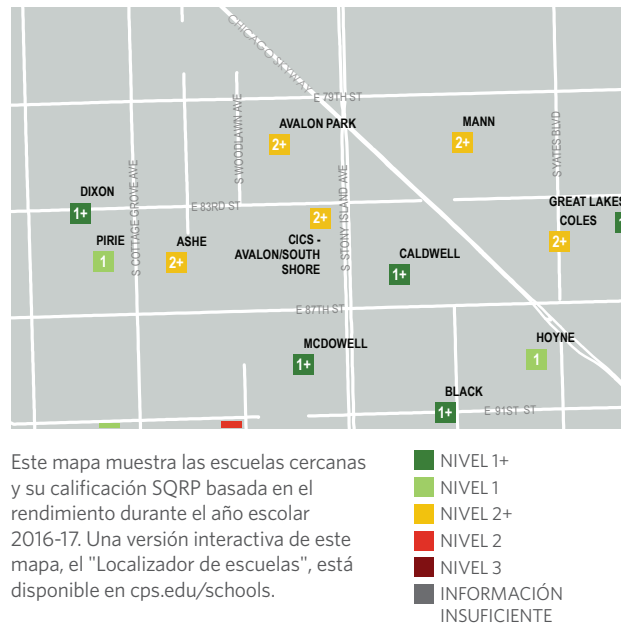 CHICAGO SKYWAY
E 79TH ST
S WOODLAWN AVE
AVALON PARK
2+
MANN
2+
S YATES BLVD
DIXON
1+
S COTTAGE GROVE AVE
E 83RD ST
2+
S STONY ISLAND AVE
GREAT LAKES
COLES
2+
PIRIE
1
ASHE
2+
CICS -
AVALON/SOUTH
SHORE
CALDWELL
1+
E 87TH ST
MCDOWELL
1+
HOYNE
1
BLACK
1+
E 91ST ST
Este mapa muestra las escuelas cercanas
y su calificación SQRP basada en el
rendimiento durante el año escolar
2016-17. Una versión interactiva de este
mapa, el "Localizador de escuelas", está
disponible en cps.edu/schools.
NIVEL 1+
NIVEL 1
NIVEL 2+
NIVEL 2
NIVEL 3
INFORMACIÓN
INSUFICIENTE